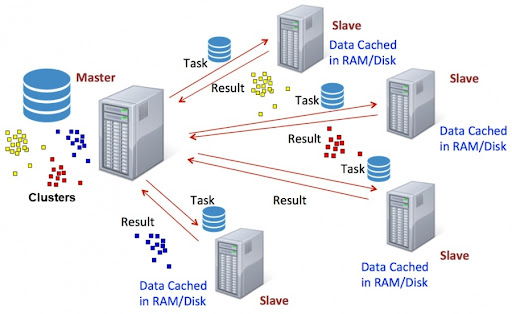 Master
Clusters
Task
Result
Slave
Data Cached
in RAM/Disk
Task
Result
Slave
Data Cached
in RAM/Disk
Task
Result
Slave
Data Cached
in RAM/Disk
Task
Result
Data Cached
in RAM/Disk
Slave